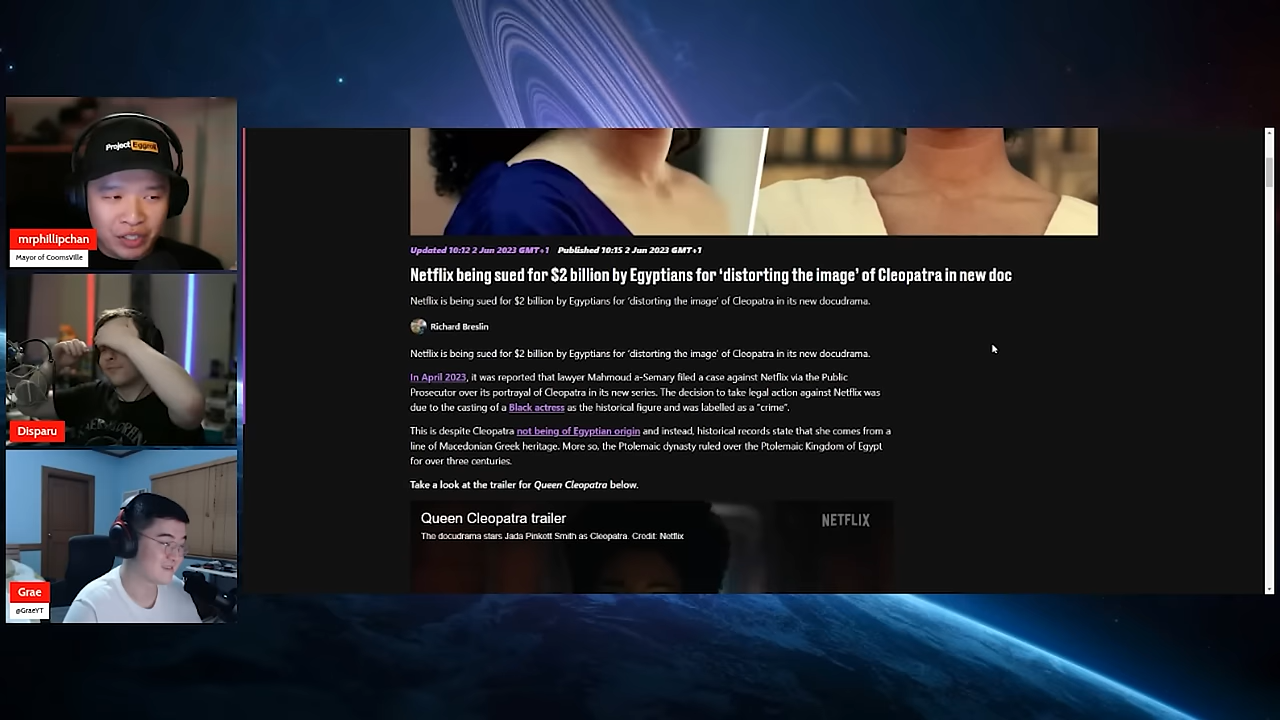 Project Eggroll
mrphillipchan
Mayor of CoomsVille
Disparu
Grae
@GraeYT
Updated 10:12 2 Jun 2023 GMT+1 Published 10:15 2 Jun 2023 GMT+1
Netflix being sued for $2 billion by Egyptians for ‘distorting the image’ of Cleopatra in new doc
Netflix is being sued for $2 billion by Egyptians for ‘distorting the image’ of Cleopatra in its new docudrama.
Richard Breslin
Netflix is being sued for $2 billion by Egyptians for ‘distorting the image’ of Cleopatra in its new docudrama.
In April 2023, it was reported that lawyer Mahmoud a-Semary filed a case against Netflix via the Public
Prosecutor over its portrayal of Cleopatra in its new series. The decision to take legal action against Netflix was
due to the casting of a Black actress as the historical figure and was labelled as a “crime”.
This is despite Cleopatra not being of Egyptian origin and instead, historical records state that she comes from a
line of Macedonian Greek heritage. More so, the Ptolemaic dynasty ruled over the Ptolemaic Kingdom of Egypt
for over three centuries.
Take a look at the trailer for Queen Cleopatra below.
Queen Cleopatra trailer
NETFLIX
The docudrama stars Jada Pinkett Smith as Cleopatra. Credit: Netflix